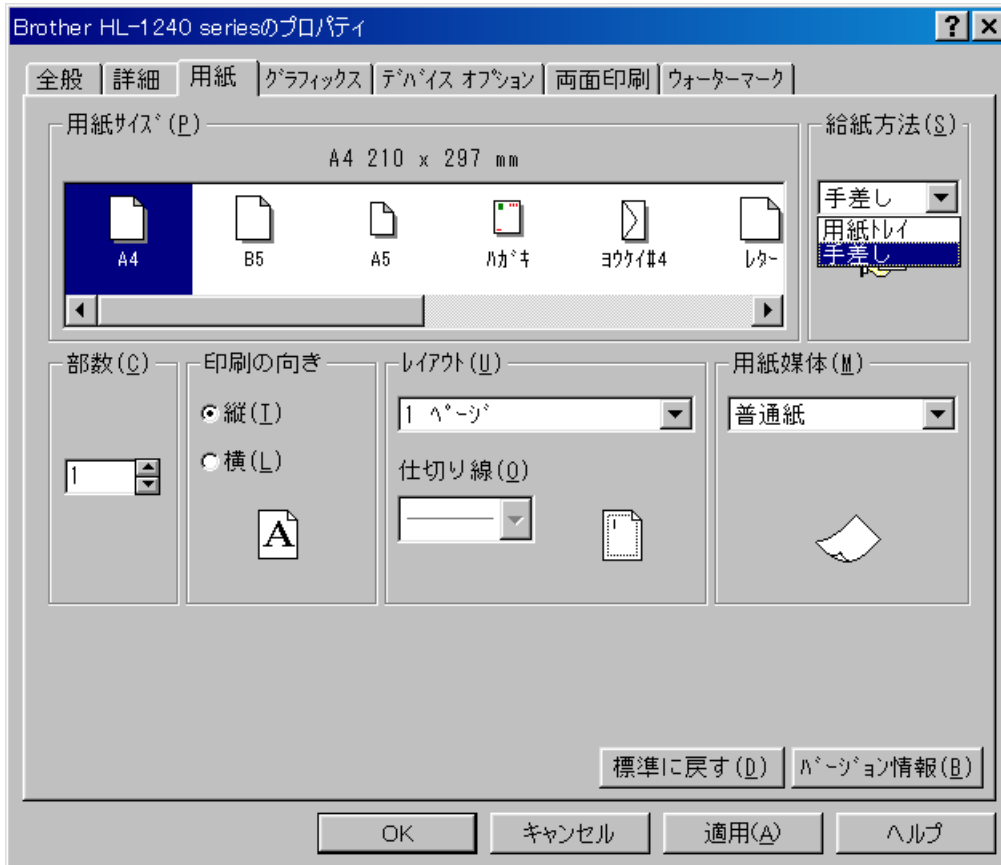 Brother HL-1240 seriesのプロパティ
全般 詳細 用紙 グラフィックス デバイス オプション 両面印刷 ウォーターマーク
用紙サイズ(P)
A4 210 x 297 mm
A4 B5 A5 ハガキ ヨウケイ#4 レター
給紙方法(S)
手差し
用紙トレイ
手差し
部数(C)
1
印刷の向き
縦(T)
横(L)
A
レイアウト(U)
1 ページ
仕切り線(O)
用紙媒体(M)
普通紙
標準に戻す(D) バージョン情報(B)
OK キャンセル 適用(A) ヘルプ